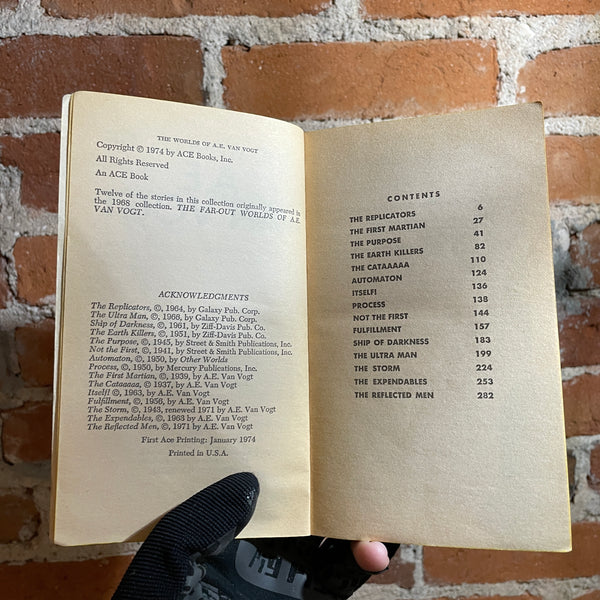 THE WORLDS OF A.E. VAN VOGT
Copyright © 1974 by ACE Books, Inc.
All Rights Reserved
An ACE Book
Twelve of the stories in this collection originally appeared in
the 1968 collection. THE FAR-OUT WORLDS OF A.E.
VAN VOGT.
ACKNOWLEDGMENTS
The Replicators, ©, 1964, by Galaxy Pub. Corp.
The Ultra Man, ©, 1966, by Galaxy Pub. Corp.
Ship of Darkness, ©, 1961, by Ziff-Davis Pub. Co.
The Earth Killers, ©, 1951, by Ziff-Davis Pub. Co.
The Purpose, ©, 1945, by Street & Smith Publications, Inc.
Not the First, ©, 1941, by Street & Smith Publications, Inc.
Automaton, ©, 1950, by Other Worlds
Process, ©, 1950, by Mercury Publications, Inc.
The First Martian, ©, 1939, by A.E. Van Vogt
The Cataaaaa, © 1937, by A.E. Van Vogt
Itself! ©, 1963, by A.E. Van Vogt
Fulfillment, ©, 1956, by A.E. Van Vogt
The Storm, ©, 1943, renewed 1971 by A.E. Van Vogt
The Expendables, ©, 1963 by A.E. Van Vogt
The Reflected Men, © 1971 by A.E. Van Vogt
First Ace Printing: January 1974
Printed in U.S.A.
CONTENTS
THE REPLICATORS 6
THE FIRST MARTIAN 27
THE PURPOSE 41
THE EARTH KILLERS 82
THE CATAAAAA 110
AUTOMATON 124
ITSELF! 136
PROCESS 138
NOT THE FIRST 144
FULFILLMENT 157
SHIP OF DARKNESS 183
THE ULTRA MAN 199
THE STORM 224
THE EXPENDABLES 253
THE REFLECTED MEN 282